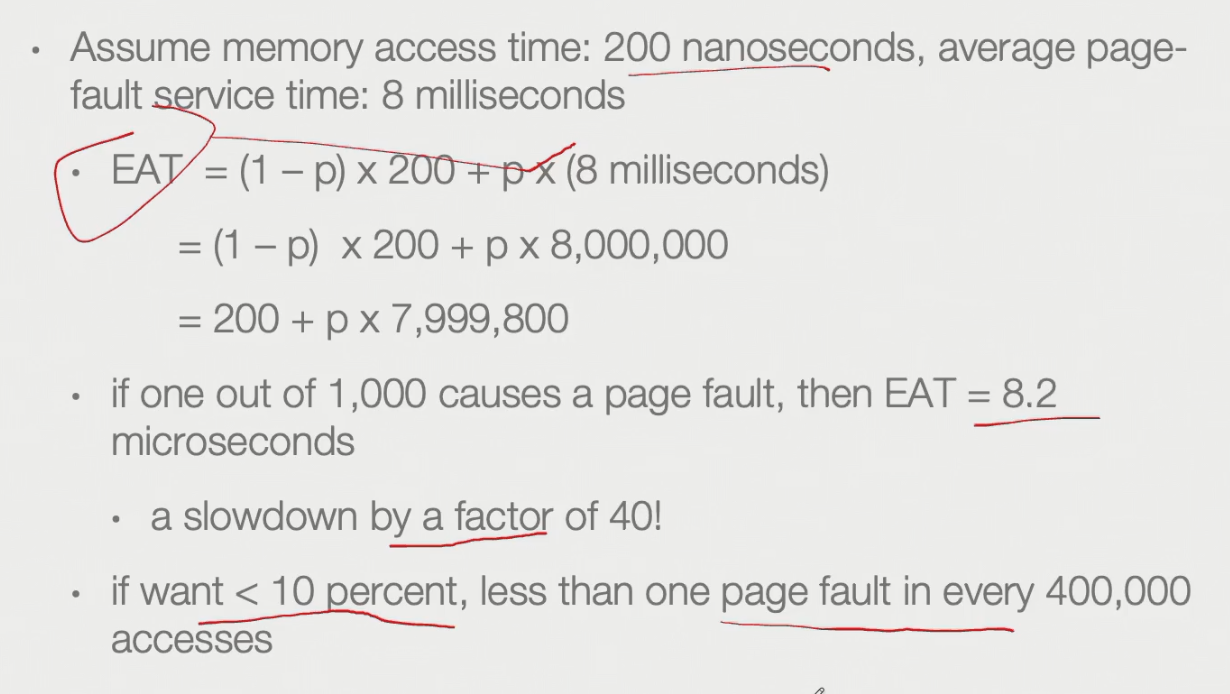 • Assume memory access time: 200 nanoseconds, average page-
fault service time: 8 milliseconds
• EAT = (1 – p) x 200 + p x (8 milliseconds)
= (1 – p) x 200 + p x 8,000,000
= 200 + p x 7,999,800
• if one out of 1,000 causes a page fault, then EAT = 8.2
microseconds
• a slowdown by a factor of 40!
• if want < 10 percent, less than one page fault in every 400,000
accesses